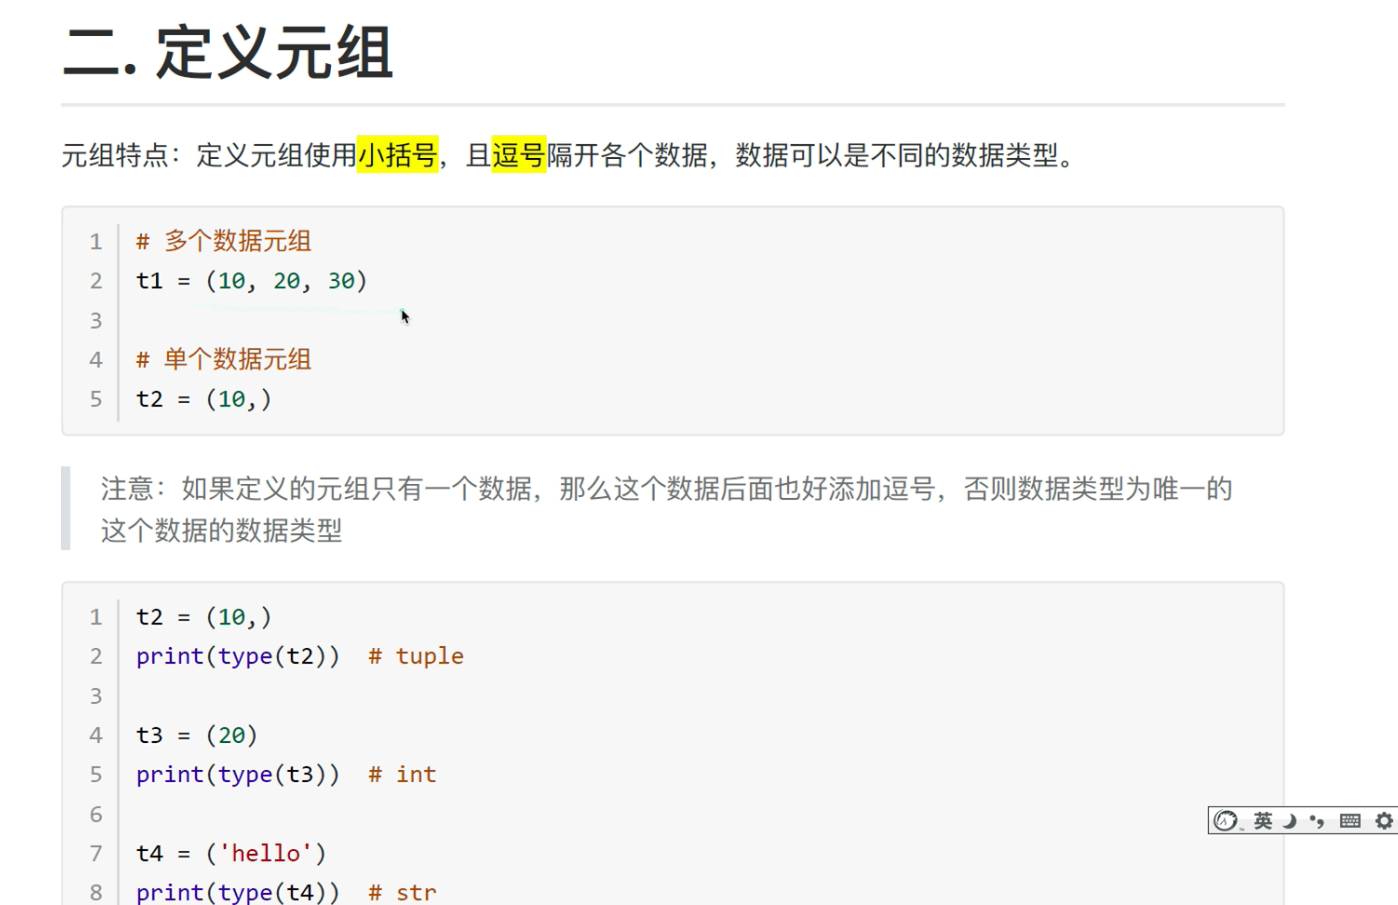 二. 定义元组
元组特点：定义元组使用小括号，且逗号隔开各个数据，数据可以是不同的数据类型。
1 # 多个数据元组
2 t1 = (10, 20, 30)
3
4 # 单个数据元组
5 t2 = (10,)
注意：如果定义的元组只有一个数据，那么这个数据后面也好添加逗号，否则数据类型为唯一的
这个数据的数据类型
1 t2 = (10,)
2 print(type(t2))  # tuple
3
4 t3 = (20)
5 print(type(t3))  # int
6
英
7 t4 = ('hello')
8 print(type(t4))  # str